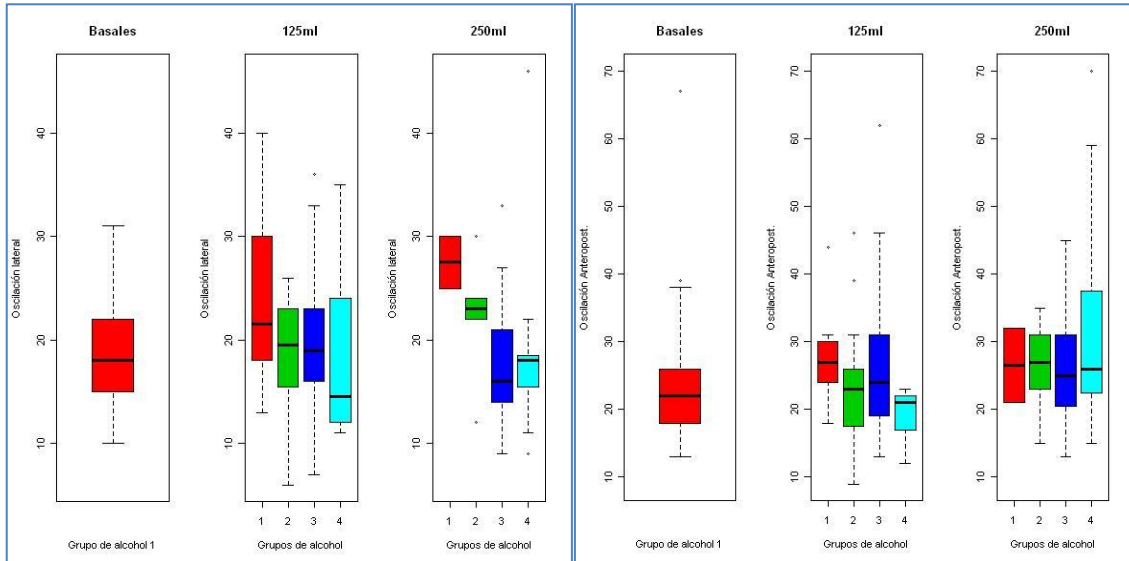 Basales
125ml
250ml
Oscilación lateral
40
30
20
10
Oscilación lateral
40
30
20
10
Oscilación lateral
40
30
20
10
1 2 3 4
1 2 3 4
Grupo de alcohol 1
Grupos de alcohol
Grupos de alcohol
Basales
125ml
250ml
Oscilación Anteropost.
70
60
50
40
30
20
10
Oscilación Anteropost.
70
60
50
40
30
20
10
Oscilación Anteropost.
70
60
50
40
30
20
10
1 2 3 4
1 2 3 4
Grupo de alcohol 1
Grupos de alcohol
Grupos de alcohol